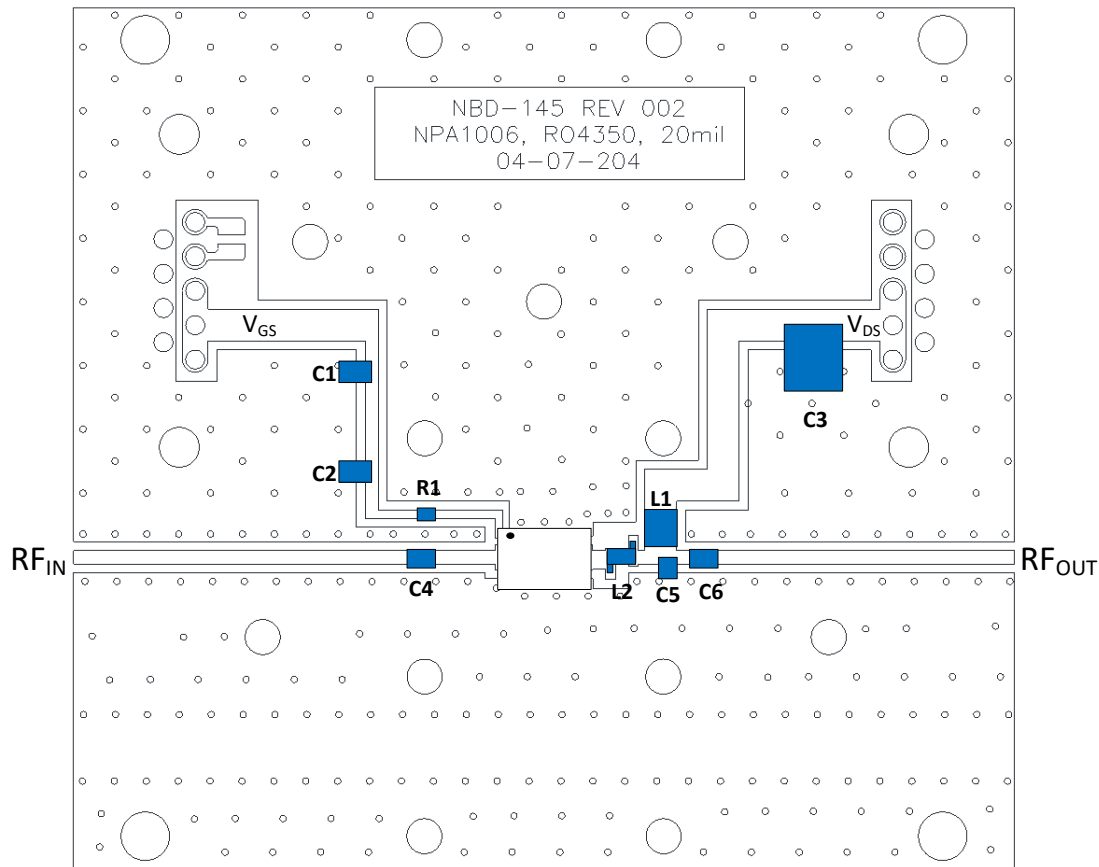 NBD-145 REV 002
NPA1006, RO4350, 20mil
04-07-204
VGS
VDS
C1
C3
C2
R1
L1
RFIN
RFOUT
C4
L2
C5
C6